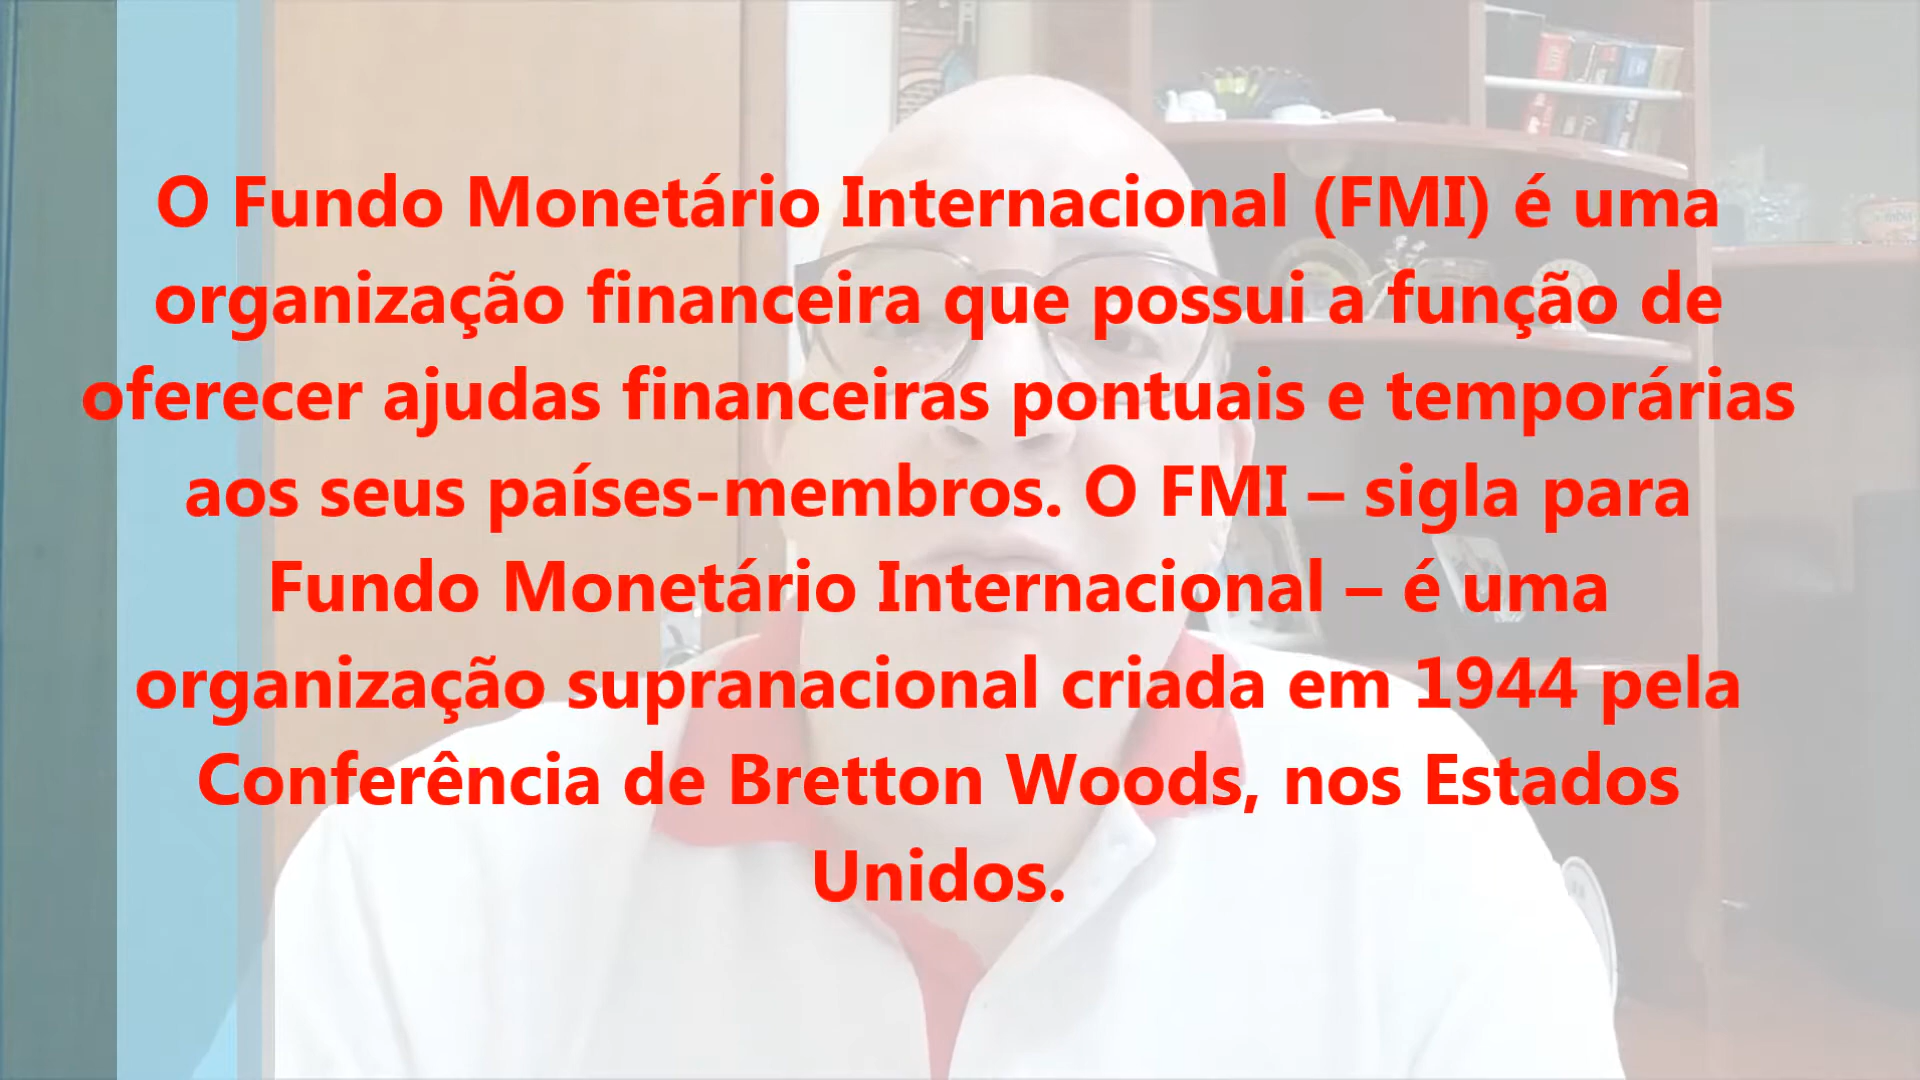 O Fundo Monetário Internacional (FMI) é uma
organização financeira que possui a função de
oferecer ajudas financeiras pontuais e temporárias
aos seus países-membros. O FMI – sigla para
Fundo Monetário Internacional – é uma
organização supranacional criada em 1944 pela
Conferência de Bretton Woods, nos Estados
Unidos.